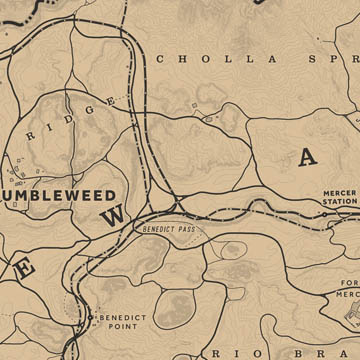 CHOLLA SPR
RIDGE
A
UMBLEWEED
MERCER
STATION
W
BENEDICT PASS
E
FOR
MERC
BENEDICT
POINT
RIO BRA